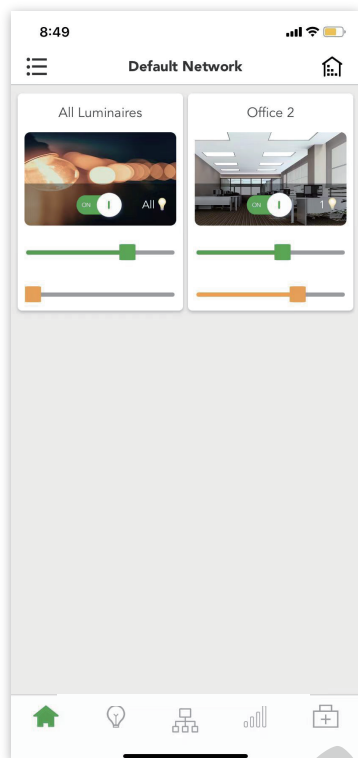 8:49
Default Network
All Luminaires
Office 2
ON
All
ON
1